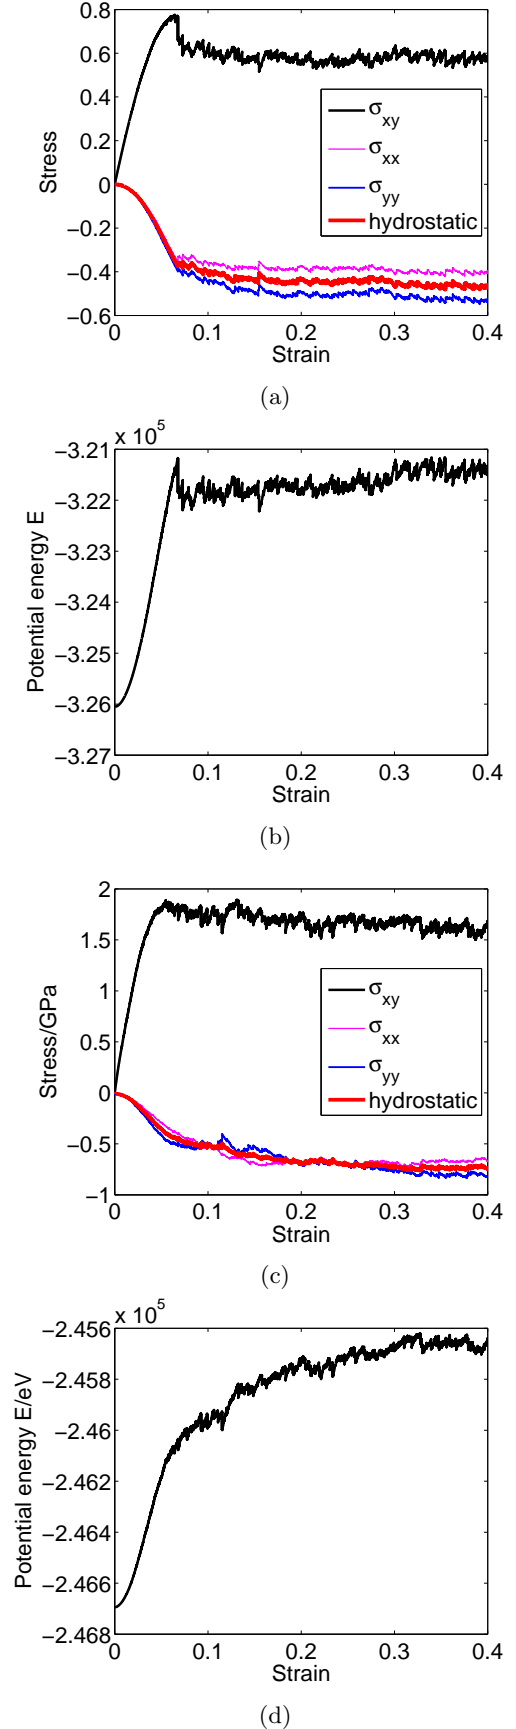 0.8
0.6
0.4
0.2
0
−0.2
−0.4
−0.6
Stress
σxy
σxx
σyy
hydrostatic
0 0.1 0.2 0.3 0.4
Strain
(a)
x 10^5
−3.21
−3.22
−3.23
−3.24
−3.25
−3.26
−3.27
Potential energy E
0 0.1 0.2 0.3 0.4
Strain
(b)
2
1.5
1
0.5
0
−0.5
−1
Stress/GPa
σxy
σxx
σyy
hydrostatic
0 0.1 0.2 0.3 0.4
Strain
(c)
x 10^5
−2.456
−2.458
−2.46
−2.462
−2.464
−2.466
−2.468
Potential energy E/eV
0 0.1 0.2 0.3 0.4
Strain
(d)